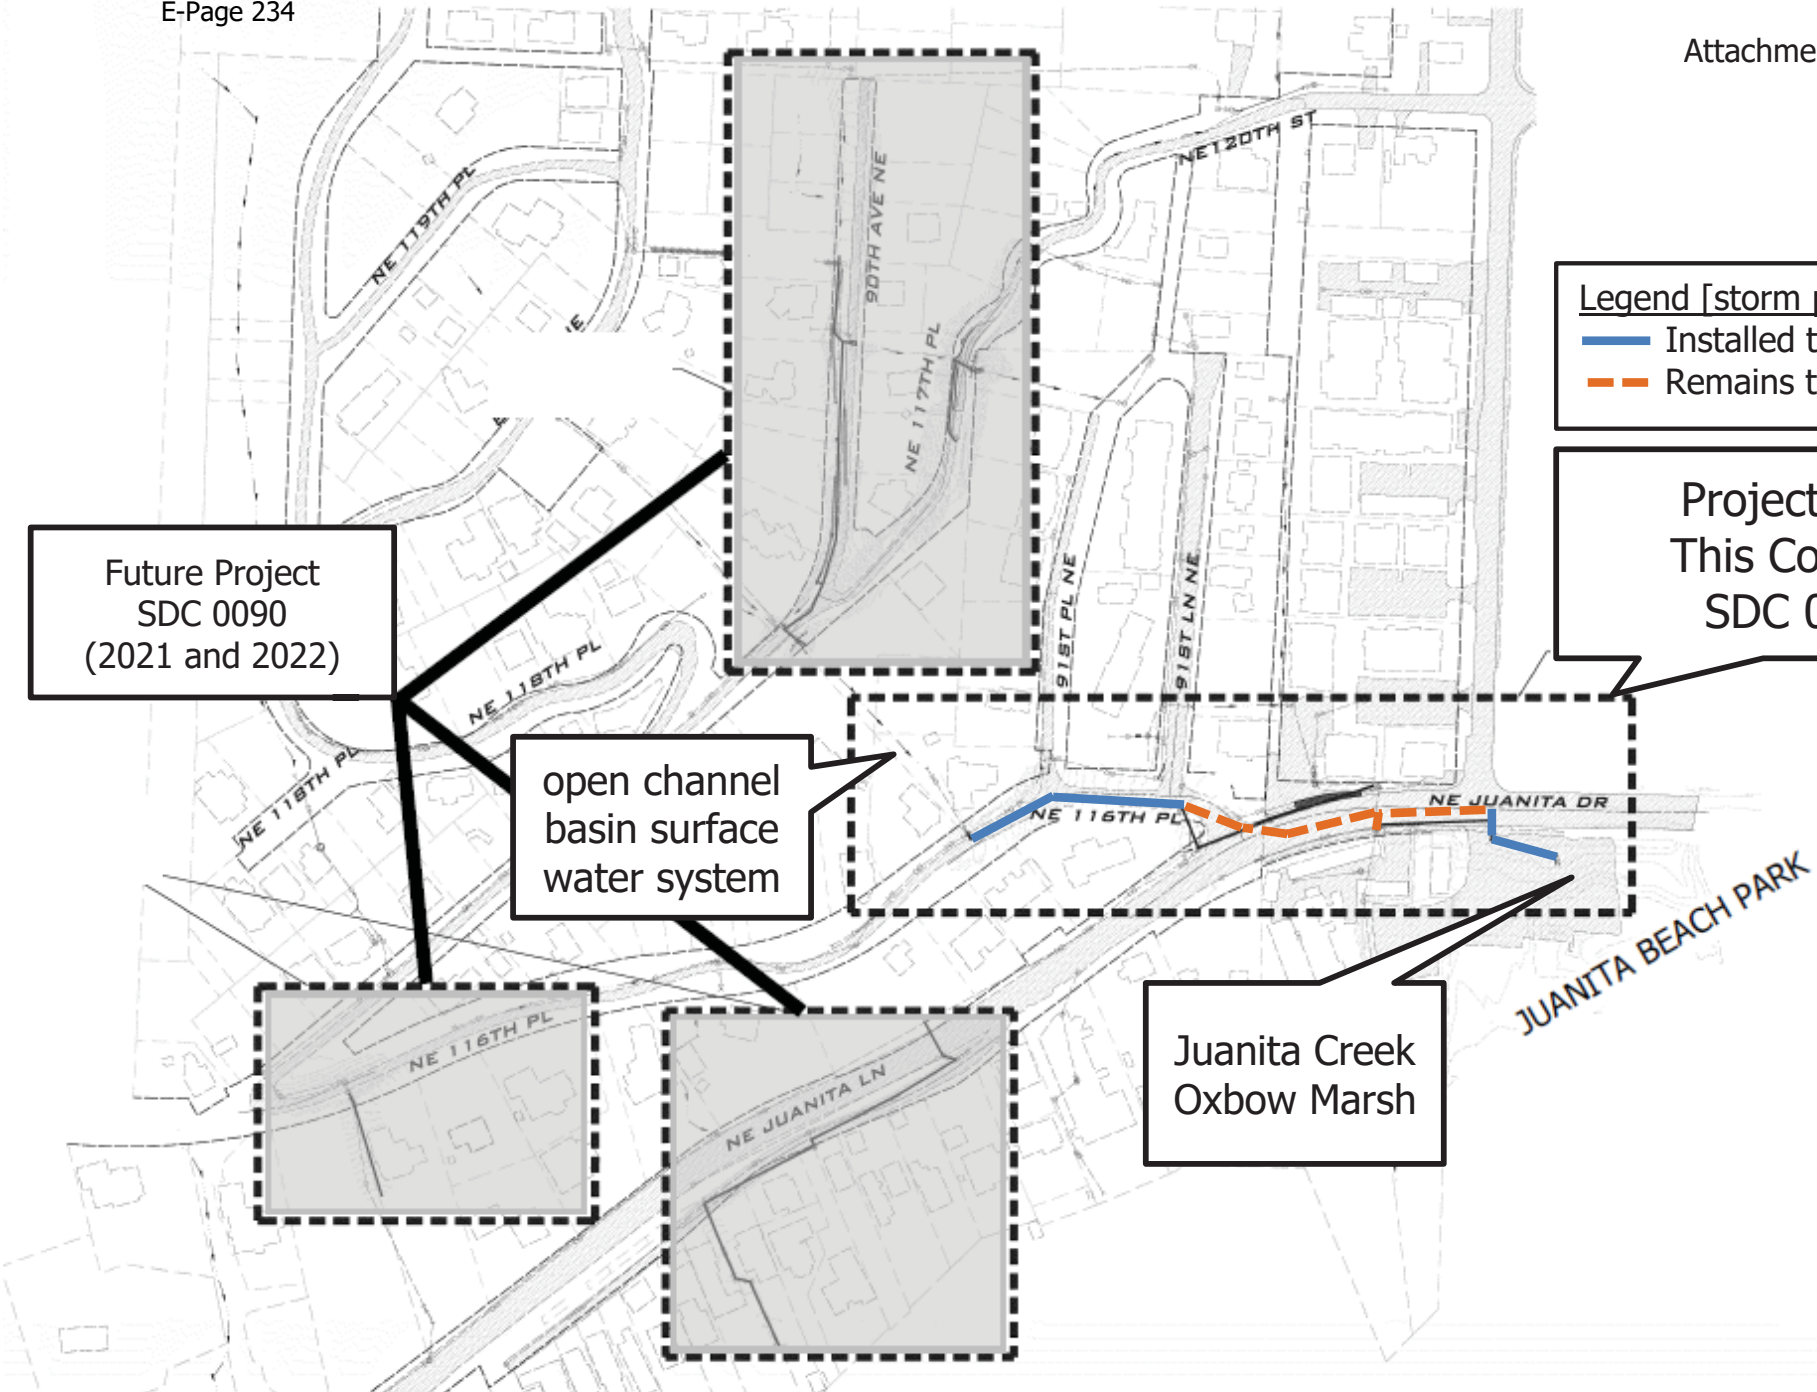 E-Page 234
Attachme
NE 120TH ST
NE 119TH PL
90TH AVE NE
NE
Legend [storm p
Installed t
Remains t
NE 117TH PL
Project
This Co
SDC 0
Future Project
SDC 0090
(2021 and 2022)
91ST PL NE
91ST LN NE
NE 118TH PL
NE 118TH PL
open channel
basin surface
water system
NE JUANITA DR
NE 116TH PL
JUANITA BEACH PARK
NE 116TH PL
NE JUANITA LN
Juanita Creek
Oxbow Marsh